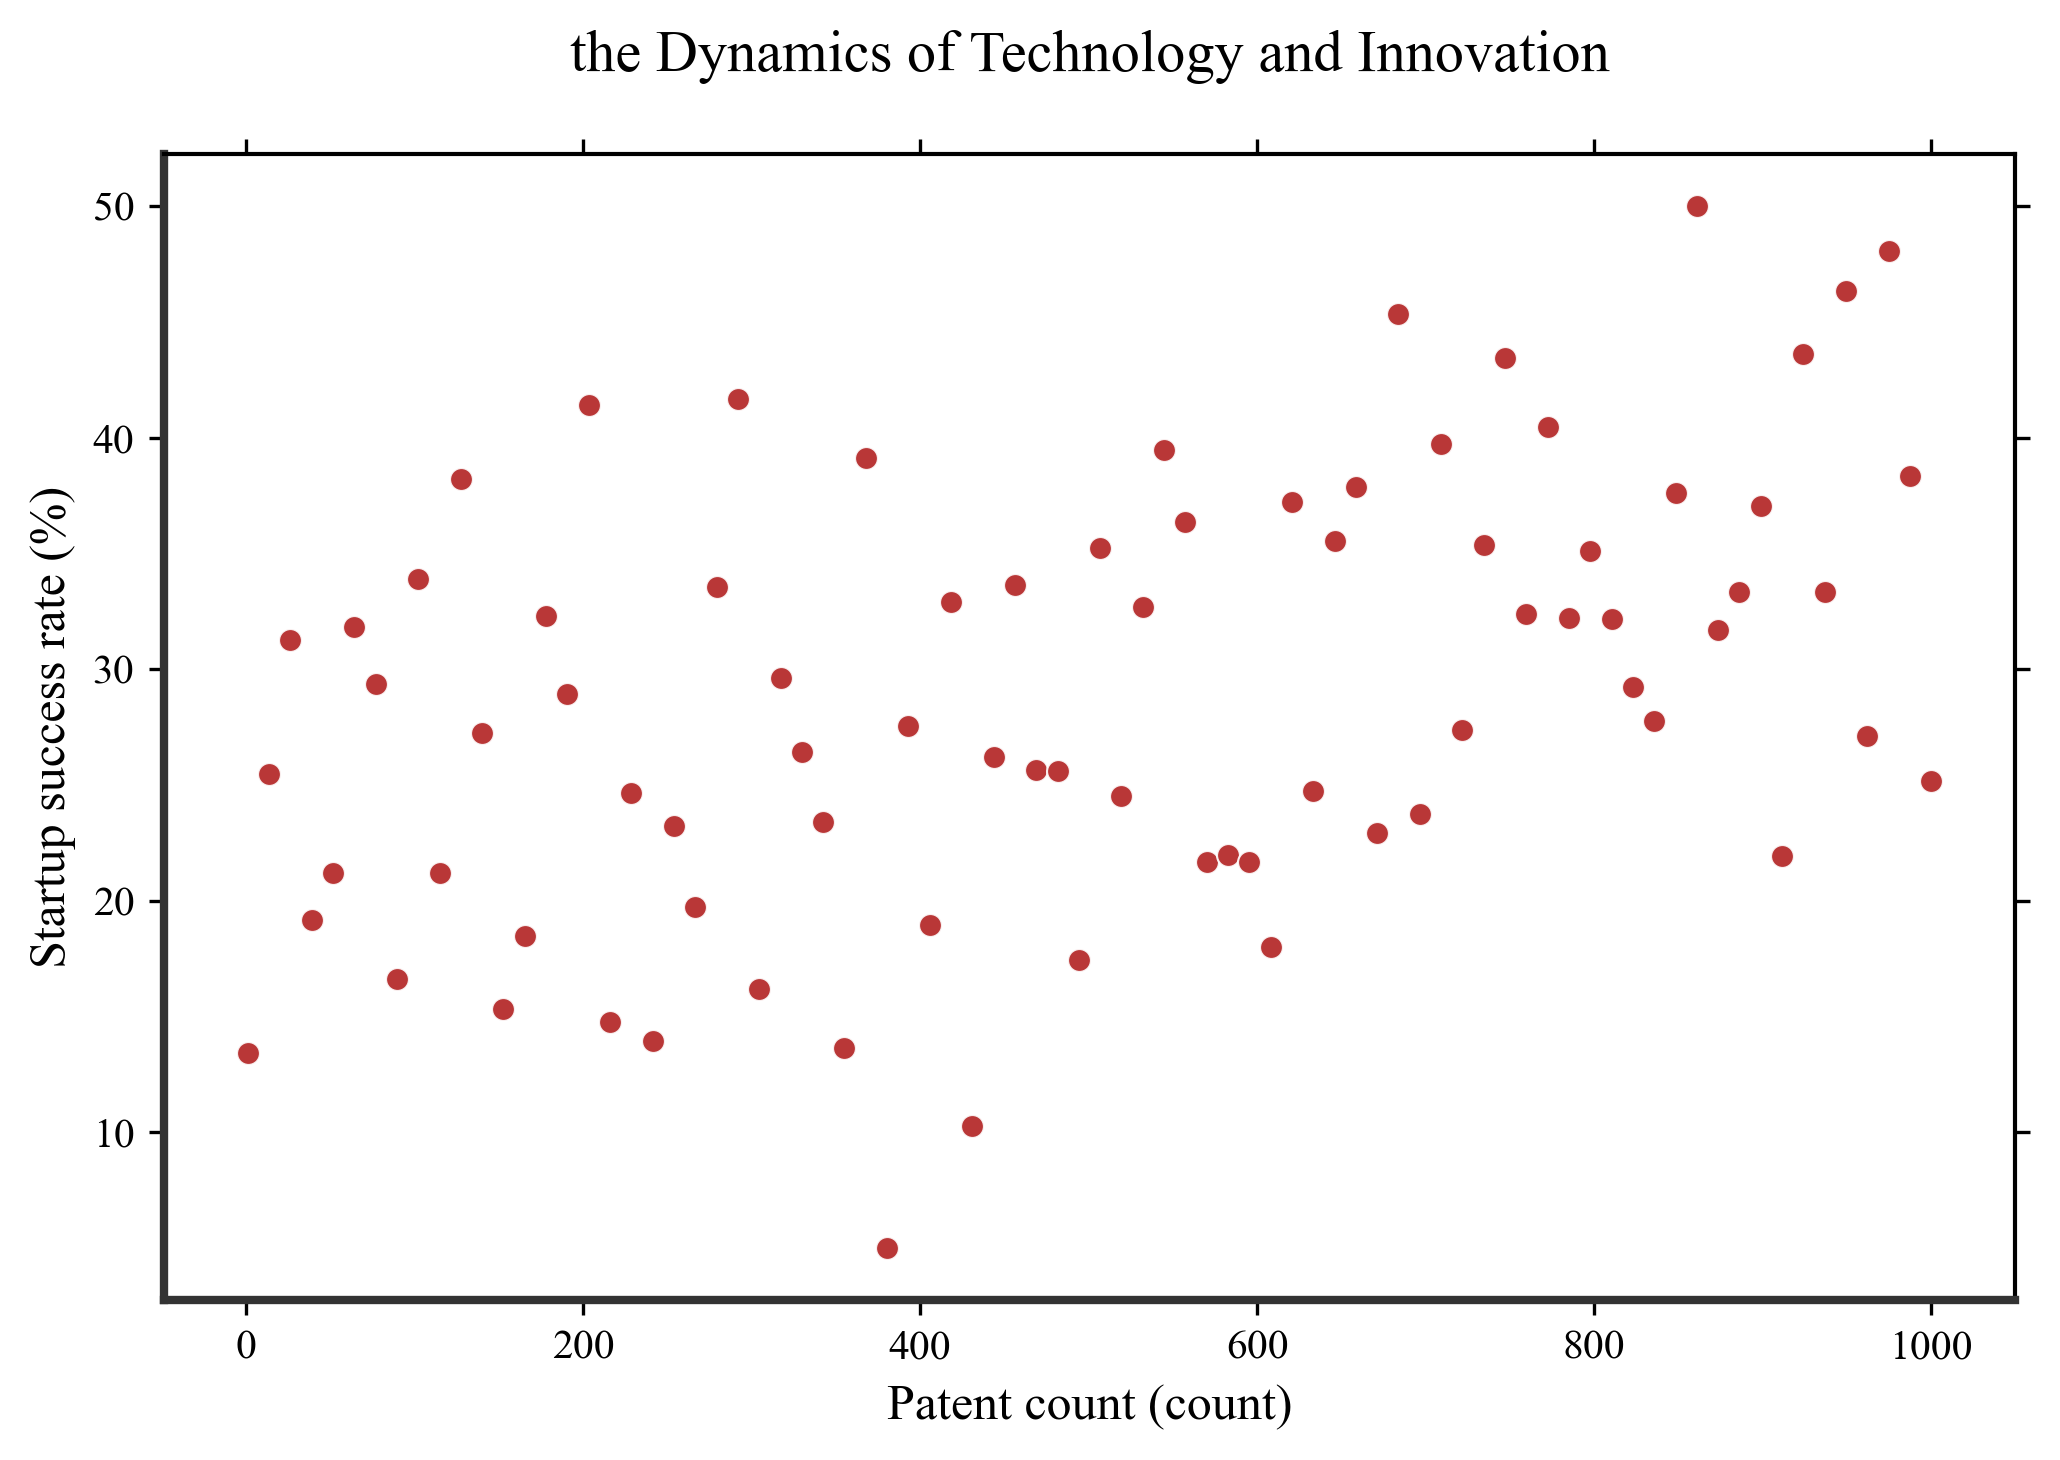 the Dynamics of Technology and Innovation
50
40
30
20
10
Startup success rate (%)
0 200 400 600 800 1000
Patent count (count)